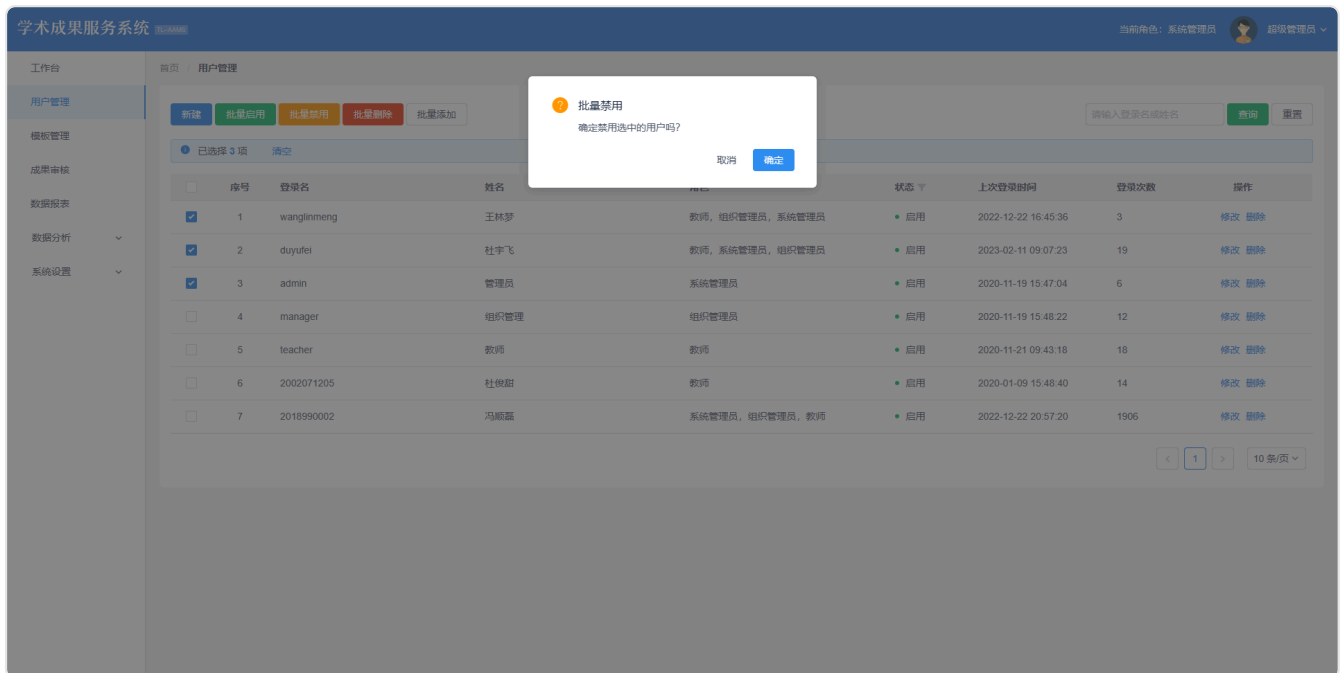 学术成果服务系统
当前角色：系统管理员 超级管理员
工作台
用户管理
模板管理
成果审核
数据报表
数据分析
系统设置
首页 用户管理
新建 批量启用 批量禁用 批量删除 批量添加
请输入登录名或姓名 查询 重置
批量禁用
确定禁用选中的用户吗?
取消 确定
已选择 3 项 清空
序号 登录名 姓名 角色 状态 上次登录时间 登录次数 操作
1 wanglinmeng 王林梦 教师，组织管理员，系统管理员 启用 2022-12-22 16:45:36 3 修改 删除
2 duyufei 杜宇飞 教师，系统管理员，组织管理员 启用 2023-02-11 09:07:23 19 修改 删除
3 admin 管理员 系统管理员 启用 2020-11-19 15:47:04 6 修改 删除
4 manager 组织管理 组织管理员 启用 2020-11-19 15:48:22 12 修改 删除
5 teacher 教师 教师 启用 2020-11-21 09:43:18 18 修改 删除
6 2002071205 杜俊甜 教师 启用 2020-01-09 15:48:40 14 修改 删除
7 2018990002 冯顺磊 系统管理员，组织管理员，教师 启用 2022-12-22 20:57:20 1906 修改 删除
1 10 条/页